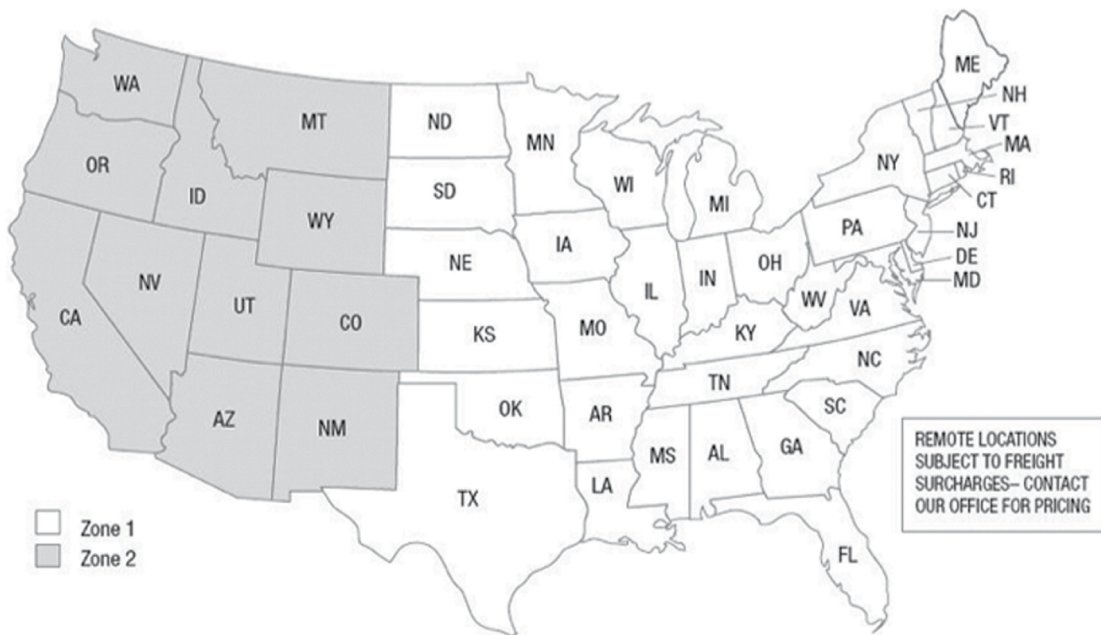 ME
WA
NH
MT
ND
VT
MN
MA
OR
NY
WI
SD
RI
ID
MI
CT
WY
PA
NJ
IA
NE
OH
DE
NV
IN
MD
IL
WV
UT
VA
CA
CO
MO
KS
KY
NC
TN
OK
AR
SC
AZ
NM
GA
MS
AL
LA
TX
FL
REMOTE LOCATIONS
SUBJECT TO FREIGHT
SURCHARGES– CONTACT
OUR OFFICE FOR PRICING
Zone 1
Zone 2